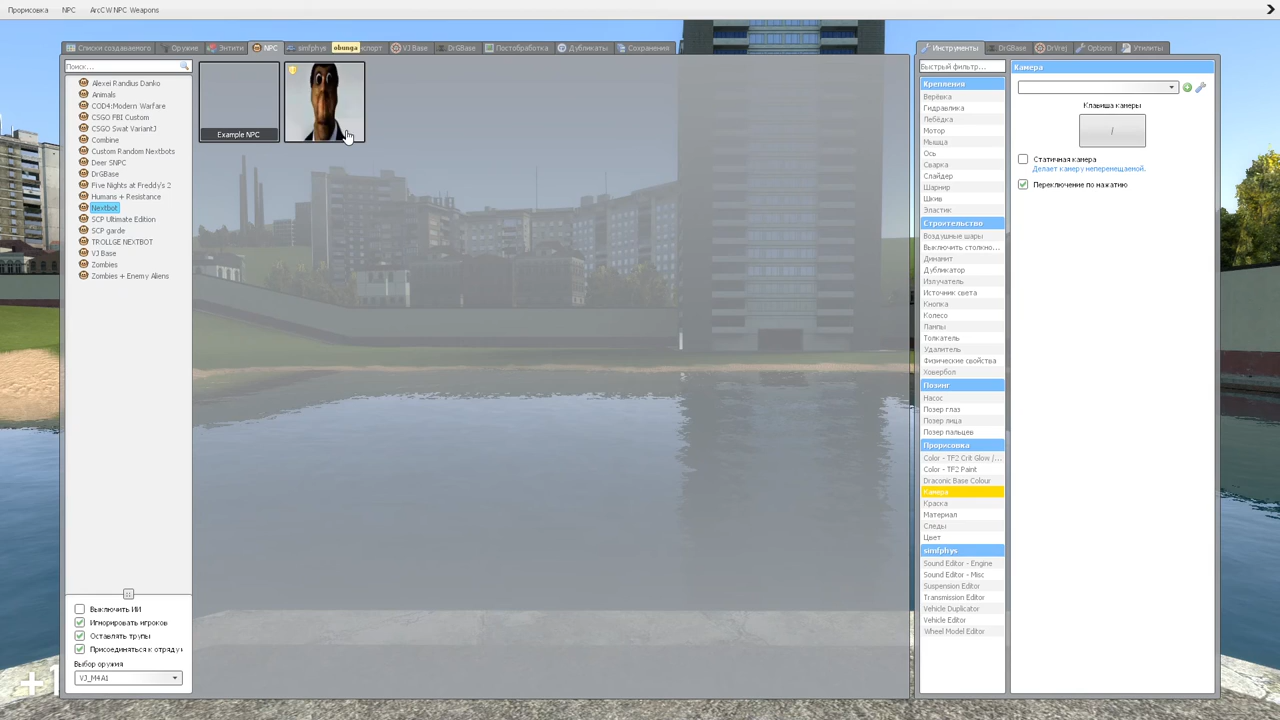 Прорисовка NPC ArcCW NPC Weapons
Списки создаваемого Оружие Энтити NPC simfphys obunga спорт VJ Base DrGBase Постобработка Дубликаты Сохранения
Инструменты DrGBase DrVrej Options Утилиты
Поиск...
Alexei Randius Danko
Animals
COD4:Modern Warfare
CSGO FBI Custom
CSGO Swat VariantJ
Combine
Custom Random Nextbots
Deer SNPC
DrGBase
Five Nights at Freddy's 2
Humans + Resistance
Nextbot
SCP Ultimate Edition
SCP garde
TROLLGE NEXTBOT
VJ Base
Zombies
Zombies + Enemy Aliens
Example NPC
Выключить ИИ
Игнорировать игроков
Оставлять трупы
Присоединяться к отряду и
Выбор оружия
VJ_M4A1
Быстрый фильтр...
Крепления
Верёвка
Гидравлика
Лебёдка
Мотор
Мышца
Ось
Сварка
Слайдер
Шарнир
Шкив
Эластик
Строительство
Воздушные шары
Выключить столкно...
Динамит
Дубликатор
Излучатель
Источник света
Кнопка
Колесо
Лампы
Толкатель
Удалитель
Физические свойства
Ховербол
Позинг
Насос
Позер глаз
Позер лица
Позер пальцев
Прорисовка
Color - TF2 Crit Glow /...
Color - TF2 Paint
Draconic Base Colour
Камера
Краска
Материал
Следы
Цвет
simfphys
Sound Editor - Engine
Sound Editor - Misc
Suspension Editor
Transmission Editor
Vehicle Duplicator
Vehicle Editor
Wheel Model Editor
Камера
Клавиша камеры
/
Статичная камера
Делает камеру неперемещаемой.
Переключение по нажатию